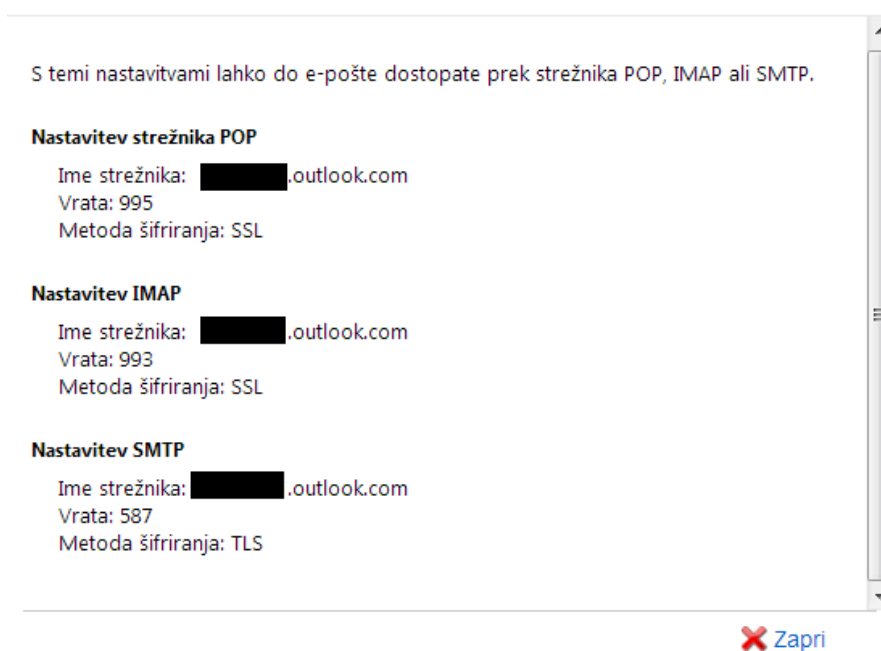 S temi nastavitvami lahko do e-pošte dostopate prek strežnika POP, IMAP ali SMTP.
Nastavitev strežnika POP
Ime strežnika: .outlook.com
Vrata: 995
Metoda šifriranja: SSL
Nastavitev IMAP
Ime strežnika: .outlook.com
Vrata: 993
Metoda šifriranja: SSL
Nastavitev SMTP
Ime strežnika: .outlook.com
Vrata: 587
Metoda šifriranja: TLS
Zapri